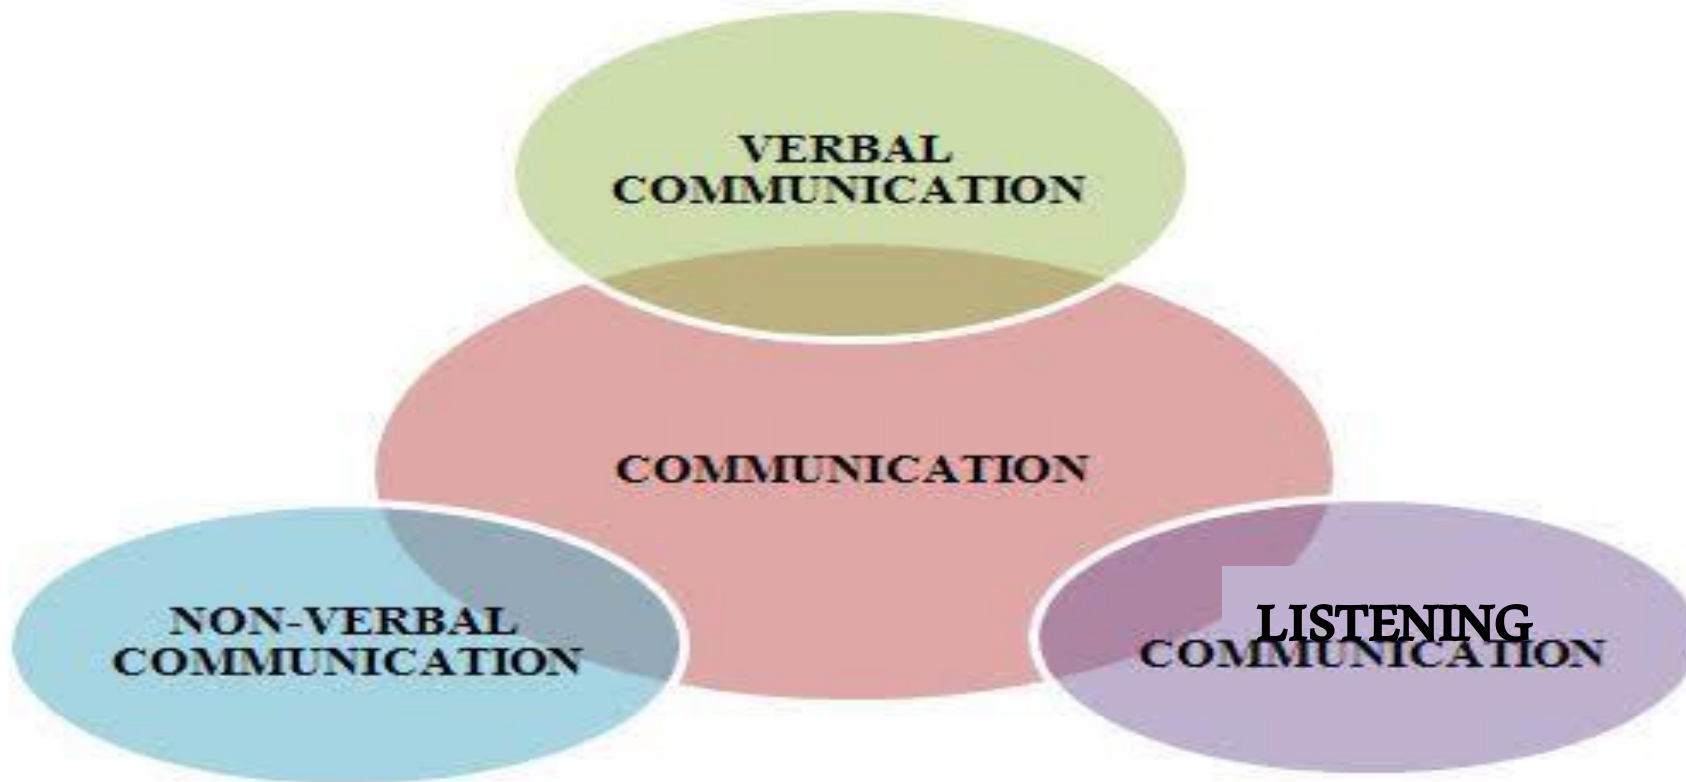 VERBAL
COMMUNICATION
COMMUNICATION
NON-VERBAL
COMMUNICATION
LISTENING
COMMUNICATION